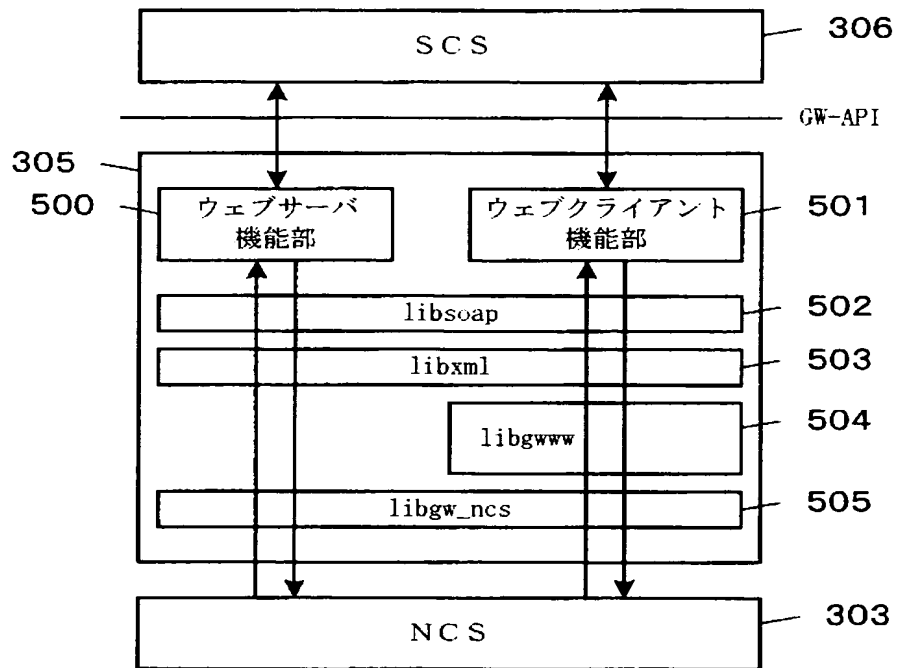 SCS
306
GW-API
305
500
ウェブサーバ
機能部
ウェブクライアント
機能部
501
libsoap
502
libxml
503
libgwww
504
libgw_ncs
505
NCS
303